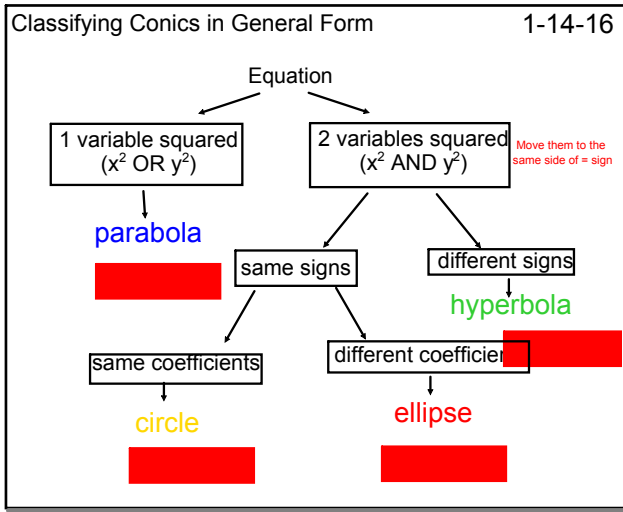 Classifying Conics in General Form 1-14-16
Equation
1 variable squared
(x² OR y²)
2 variables squared
(x² AND y²)
Move them to the
same side of = sign
parabola
same signs
different signs
hyperbola
same coefficients
different coefficien
circle
ellipse